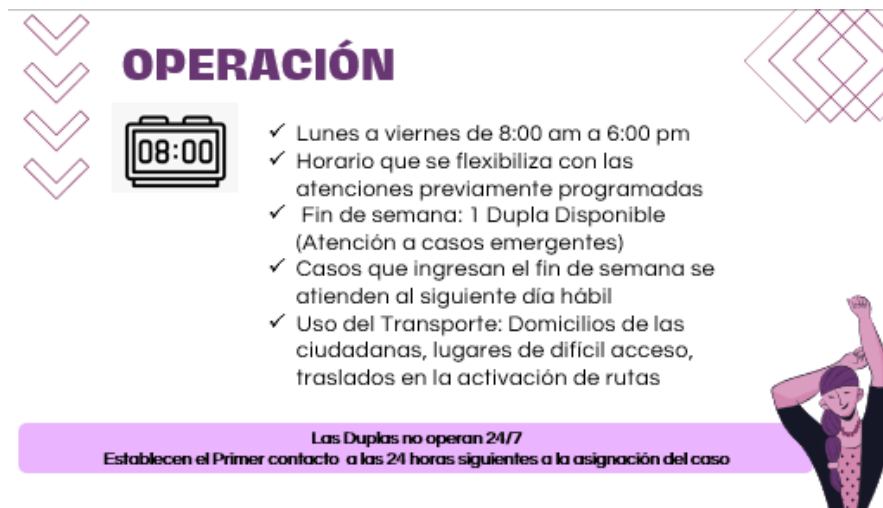 OPERACIÓN
08:00
✓ Lunes a viernes de 8:00 am a 6:00 pm
✓ Horario que se flexibiliza con las
atenciones previamente programadas
✓ Fin de semana: 1 Dupla Disponible
(Atención a casos emergentes)
✓ Casos que ingresan el fin de semana se
atienden al siguiente día hábil
✓ Uso del Transporte: Domicilios de las
ciudadanas, lugares de difícil acceso,
traslados en la activación de rutas
Las Duplas no operan 24/7
Establecen el Primer contacto a las 24 horas siguientes a la asignación del caso